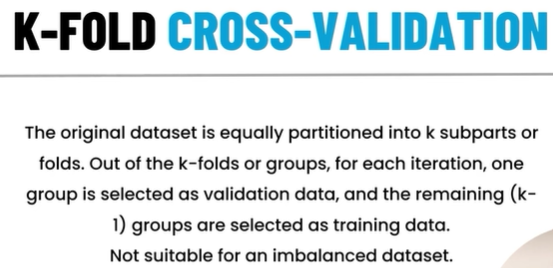 K-FOLD CROSS-VALIDATION
The original dataset is equally partitioned into k subparts or
folds. Out of the k-folds or groups, for each iteration, one
group is selected as validation data, and the remaining (k-
1) groups are selected as training data.
Not suitable for an imbalanced dataset.